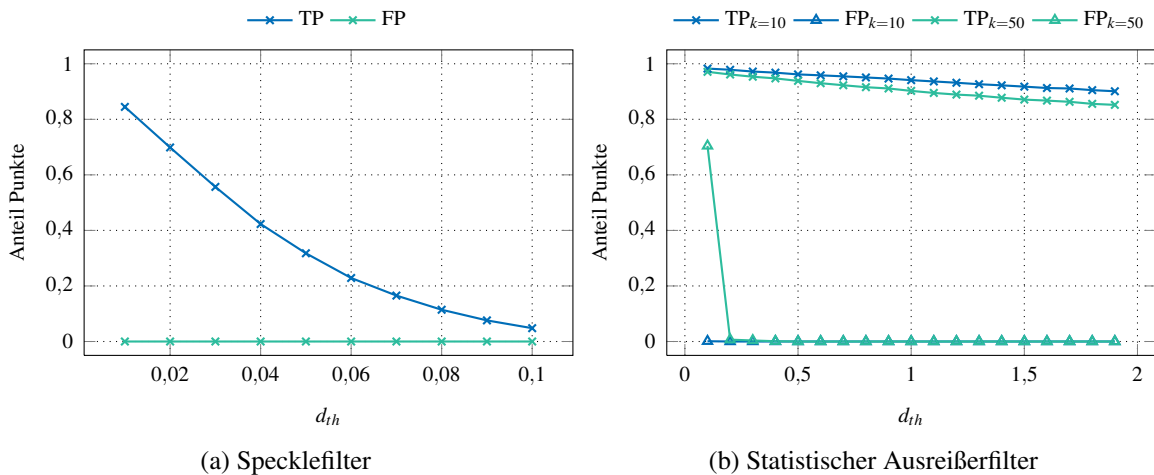 TP FP
1
0,8
0,6
0,4
0,2
0
Anteil Punkte
0,02 0,04 0,06 0,08 0,1
d_th
(a) Specklefilter
TP_k=10 FP_k=10 TP_k=50 FP_k=50
1
0,8
0,6
0,4
0,2
0
Anteil Punkte
0 0,5 1 1,5 2
d_th
(b) Statistischer Ausreißerfilter